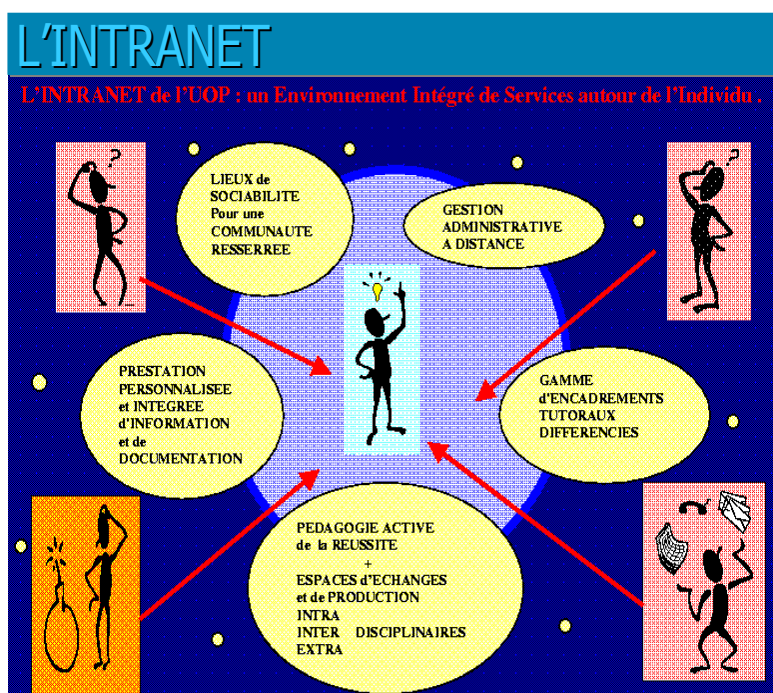 L'INTRANET
L'INTRANET de l'UOP : un Environnement Intégré de Services autour de l'Individu .
?
?
LIEUX de
SOCIABILITE
Pour une
COMMUNAUTE
RESSERREE
GESTION
ADMINISTRATIVE
A DISTANCE
PRESTATION
PERSONNALISEE
et INTEGREE
d'INFORMATION
et de
DOCUMENTATION
GAMME
d'ENCADREMENTS
TUTORAUX
DIFFERENCIES
PEDAGOGIE ACTIVE
de la REUSSITE
+
ESPACES d'ECHANGES
et de PRODUCTION
INTRA
INTER DISCIPLINAIRES
EXTRA